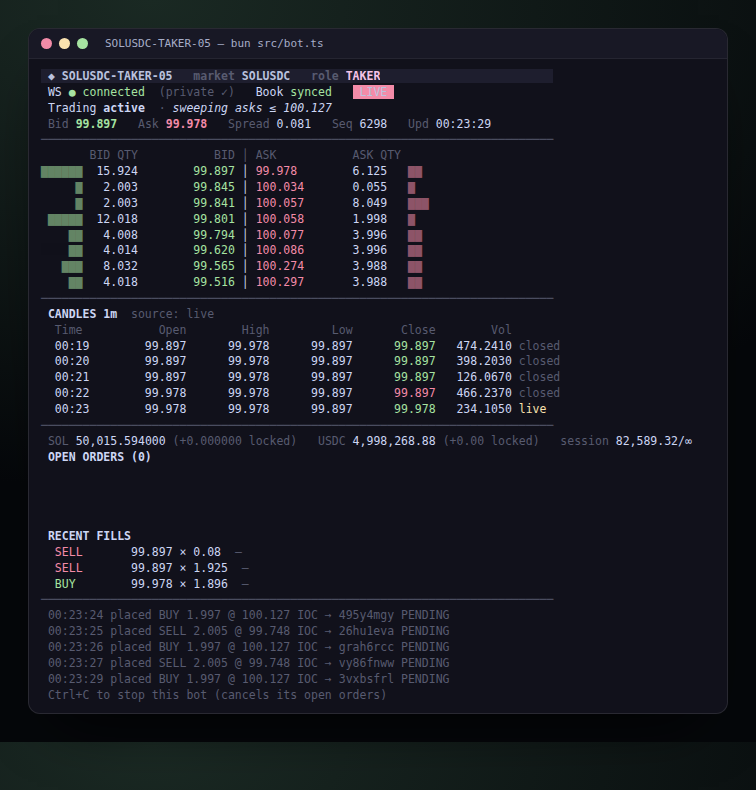 SOLUSDC-TAKER-05 — bun src/bot.ts
◆ SOLUSDC-TAKER-05 market SOLUSDC role TAKER
WS ● connected (private ✓) Book synced LIVE
Trading active · sweeping asks ≤ 100.127
Bid 99.897 Ask 99.978 Spread 0.081 Seq 6298 Upd 00:23:29
BID QTY BID │ ASK ASK QTY
15.924 99.897 │ 99.978 6.125
2.003 99.845 │ 100.034 0.055
2.003 99.841 │ 100.057 8.049
12.018 99.801 │ 100.058 1.998
4.008 99.794 │ 100.077 3.996
4.014 99.620 │ 100.086 3.996
8.032 99.565 │ 100.274 3.988
4.018 99.516 │ 100.297 3.988
CANDLES 1m source: live
Time Open High Low Close Vol
00:19 99.897 99.978 99.897 99.897 474.2410 closed
00:20 99.897 99.978 99.897 99.897 398.2030 closed
00:21 99.897 99.978 99.897 99.897 126.0670 closed
00:22 99.978 99.978 99.897 99.897 466.2370 closed
00:23 99.978 99.978 99.897 99.978 234.1050 live
SOL 50,015.594000 (+0.000000 locked) USDC 4,998,268.88 (+0.00 locked) session 82,589.32/∞
OPEN ORDERS (0)
RECENT FILLS
SELL 99.897 × 0.08 —
SELL 99.897 × 1.925 —
BUY 99.978 × 1.896 —
00:23:24 placed BUY 1.997 @ 100.127 IOC → 495y4mgy PENDING
00:23:25 placed SELL 2.005 @ 99.748 IOC → 26hu1eva PENDING
00:23:26 placed BUY 1.997 @ 100.127 IOC → grah6rcc PENDING
00:23:27 placed SELL 2.005 @ 99.748 IOC → vy86fnww PENDING
00:23:29 placed BUY 1.997 @ 100.127 IOC → 3vxbsfrl PENDING
Ctrl+C to stop this bot (cancels its open orders)